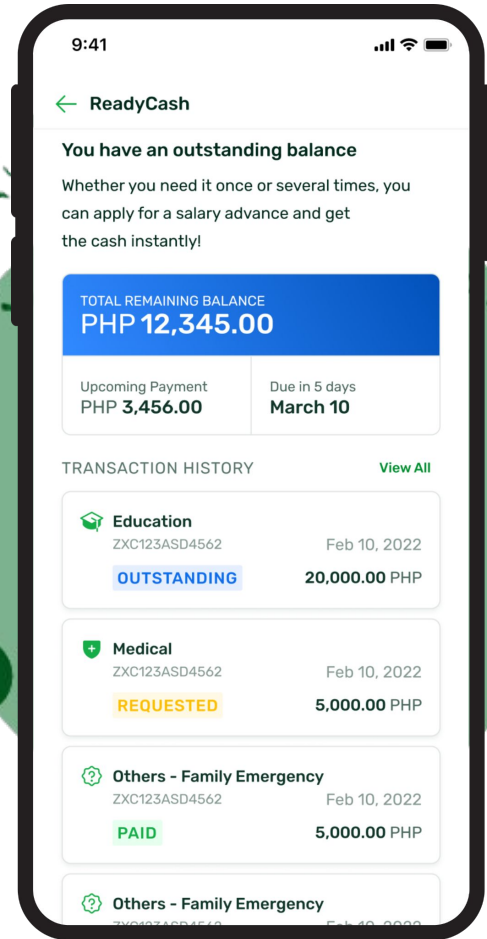 9:41
ReadyCash
You have an outstanding balance
Whether you need it once or several times, you
can apply for a salary advance and get
the cash instantly!
TOTAL REMAINING BALANCE
PHP 12,345.00
Upcoming Payment
PHP 3,456.00
Due in 5 days
March 10
TRANSACTION HISTORY
View All
Education
ZXC123ASD4562
Feb 10, 2022
OUTSTANDING
20,000.00 PHP
Medical
ZXC123ASD4562
Feb 10, 2022
REQUESTED
5,000.00 PHP
Others - Family Emergency
ZXC123ASD4562
Feb 10, 2022
PAID
5,000.00 PHP
Others - Family Emergency